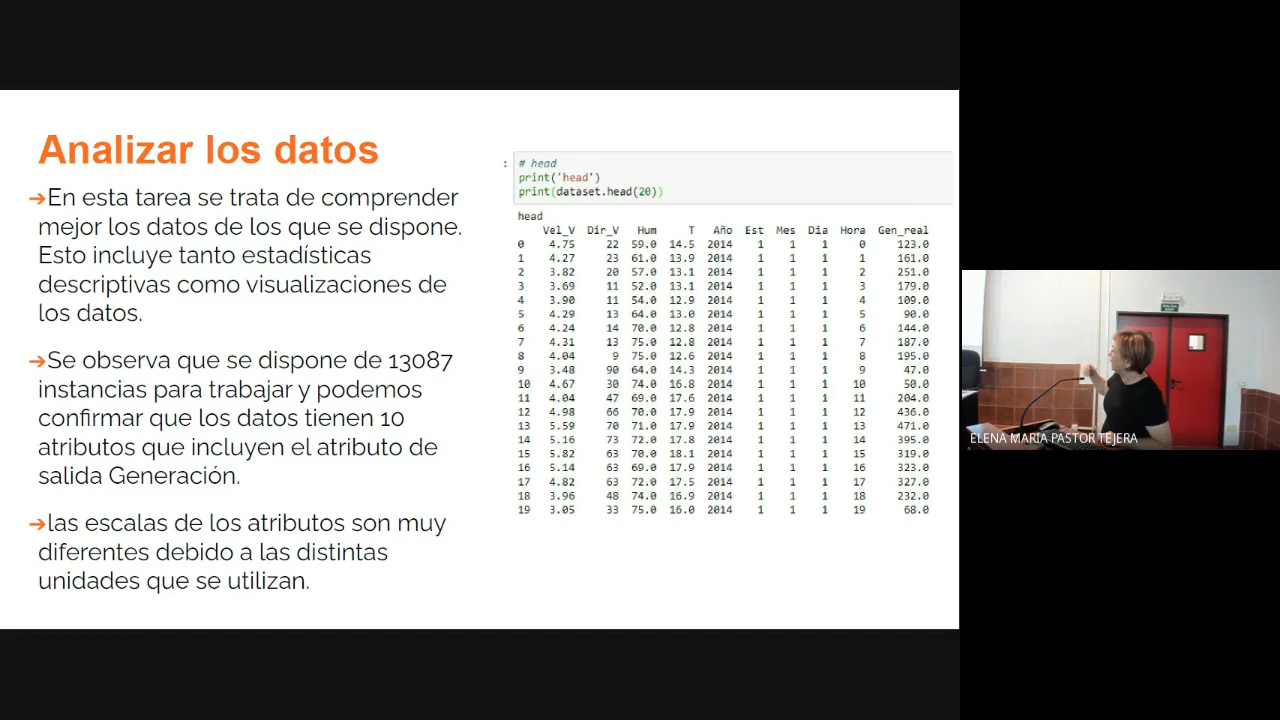 Analizar los datos
➔En esta tarea se trata de comprender
mejor los datos de los que se dispone.
Esto incluye tanto estadísticas
descriptivas como visualizaciones de
los datos.
➔Se observa que se dispone de 13087
instancias para trabajar y podemos
confirmar que los datos tienen 10
atributos que incluyen el atributo de
salida Generación.
➔las escalas de los atributos son muy
diferentes debido a las distintas
unidades que se utilizan.
: # head
print('head')
print(dataset.head(20))
head
Vel_V Dir_V Hum T Año Est Mes Dia Hora Gen_real
0 4.75 22 59.0 14.5 2014 1 1 1 0 123.0
1 4.27 23 61.0 13.9 2014 1 1 1 1 161.0
2 3.82 20 57.0 13.1 2014 1 1 1 2 251.0
3 3.69 11 52.0 13.1 2014 1 1 1 3 179.0
4 3.90 11 54.0 12.9 2014 1 1 1 4 109.0
5 4.29 13 64.0 13.0 2014 1 1 1 5 90.0
6 4.24 14 70.0 12.8 2014 1 1 1 6 144.0
7 4.31 13 75.0 12.8 2014 1 1 1 7 187.0
8 4.04 9 75.0 12.6 2014 1 1 1 8 195.0
9 3.48 90 64.0 14.3 2014 1 1 1 9 47.0
10 4.67 30 74.0 16.8 2014 1 1 1 10 50.0
11 4.04 47 69.0 17.6 2014 1 1 1 11 204.0
12 4.98 66 70.0 17.9 2014 1 1 1 12 436.0
13 5.59 70 71.0 17.9 2014 1 1 1 13 471.0
14 5.16 73 72.0 17.8 2014 1 1 1 14 395.0
15 5.82 63 70.0 18.1 2014 1 1 1 15 319.0
16 5.14 63 69.0 17.9 2014 1 1 1 16 323.0
17 4.82 63 72.0 17.5 2014 1 1 1 17 327.0
18 3.96 48 74.0 16.9 2014 1 1 1 18 232.0
19 3.05 33 75.0 16.0 2014 1 1 1 19 68.0
ELENA MARIA PASTOR TEJERA